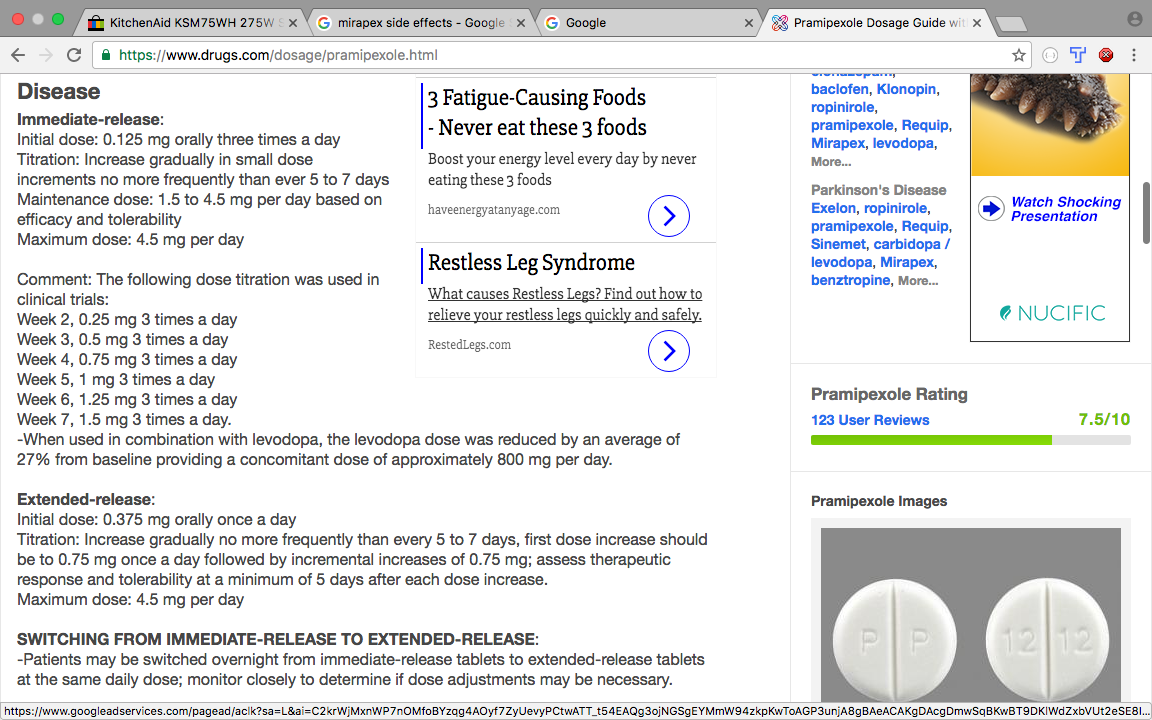 KitchenAid KSM75WH 275W S
mirapex side effects - Google
Google
Pramipexole Dosage Guide wit
https://www.drugs.com/dosage/pramipexole.html
Disease
Immediate-release:
Initial dose: 0.125 mg orally three times a day
Titration: Increase gradually in small dose
increments no more frequently than ever 5 to 7 days
Maintenance dose: 1.5 to 4.5 mg per day based on
efficacy and tolerability
Maximum dose: 4.5 mg per day
Comment: The following dose titration was used in
clinical trials:
Week 2, 0.25 mg 3 times a day
Week 3, 0.5 mg 3 times a day
Week 4, 0.75 mg 3 times a day
Week 5, 1 mg 3 times a day
Week 6, 1.25 mg 3 times a day
Week 7, 1.5 mg 3 times a day.
-When used in combination with levodopa, the levodopa dose was reduced by an average of
27% from baseline providing a concomitant dose of approximately 800 mg per day.
Extended-release:
Initial dose: 0.375 mg orally once a day
Titration: Increase gradually no more frequently than every 5 to 7 days, first dose increase should
be to 0.75 mg once a day followed by incremental increases of 0.75 mg; assess therapeutic
response and tolerability at a minimum of 5 days after each dose increase.
Maximum dose: 4.5 mg per day
SWITCHING FROM IMMEDIATE-RELEASE TO EXTENDED-RELEASE:
-Patients may be switched overnight from immediate-release tablets to extended-release tablets
at the same daily dose; monitor closely to determine if dose adjustments may be necessary.
3 Fatigue-Causing Foods
- Never eat these 3 foods
Boost your energy level every day by never
eating these 3 foods
haveenergyatanyage.com
Restless Leg Syndrome
What causes Restless Legs? Find out how to
relieve your restless legs quickly and safely.
RestedLegs.com
clonazepam,
baclofen, Klonopin,
ropinirole,
pramipexole, Requip,
Mirapex, levodopa,
More...
Parkinson's Disease
Exelon, ropinirole,
pramipexole, Requip,
Sinemet, carbidopa /
levodopa, Mirapex,
benztropine, More...
Watch Shocking
Presentation
NUCIFIC
Pramipexole Rating
123 User Reviews 7.5/10
Pramipexole Images
P P 12 12